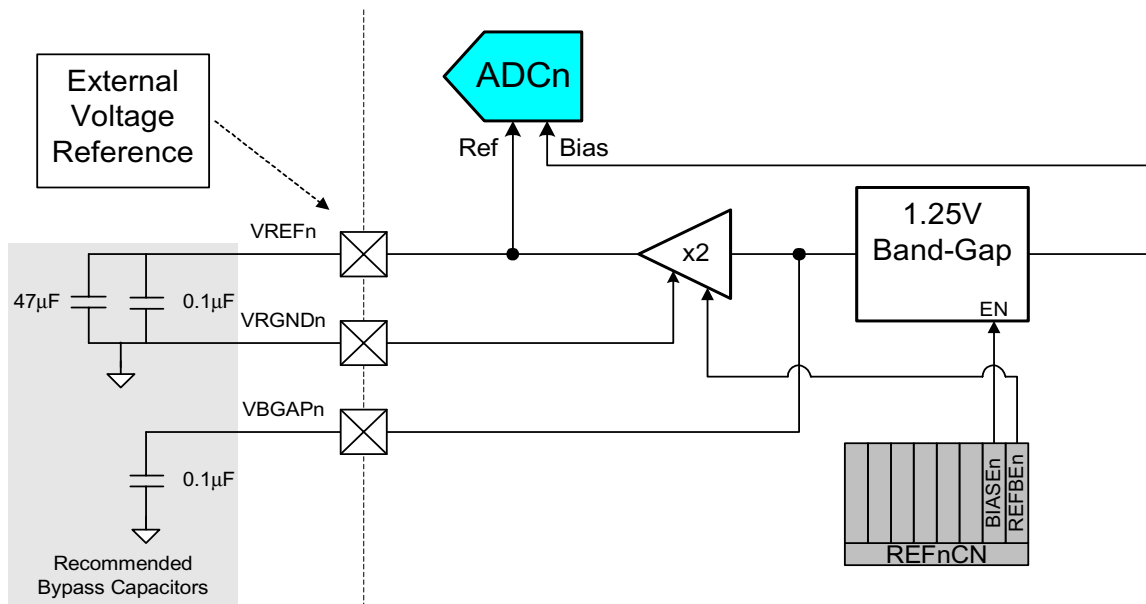 External
Voltage
Reference
ADCn
Ref
Bias
VREFn
x2
1.25V
Band-Gap
EN
47µF
0.1µF
VRGNDn
VBGAPn
0.1µF
BIASEn
REFBEn
REFnCN
Recommended
Bypass Capacitors